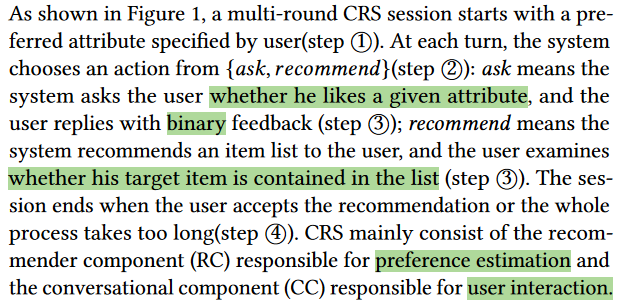 As shown in Figure 1, a multi-round CRS session starts with a pre-
ferred attribute specified by user(step ①). At each turn, the system
chooses an action from {ask, recommend}(step ②): ask means the
system asks the user whether he likes a given attribute, and the
user replies with binary feedback (step ③); recommend means the
system recommends an item list to the user, and the user examines
whether his target item is contained in the list (step ③). The ses-
sion ends when the user accepts the recommendation or the whole
process takes too long(step ④). CRS mainly consist of the recom-
mender component (RC) responsible for preference estimation and
the conversational component (CC) responsible for user interaction.